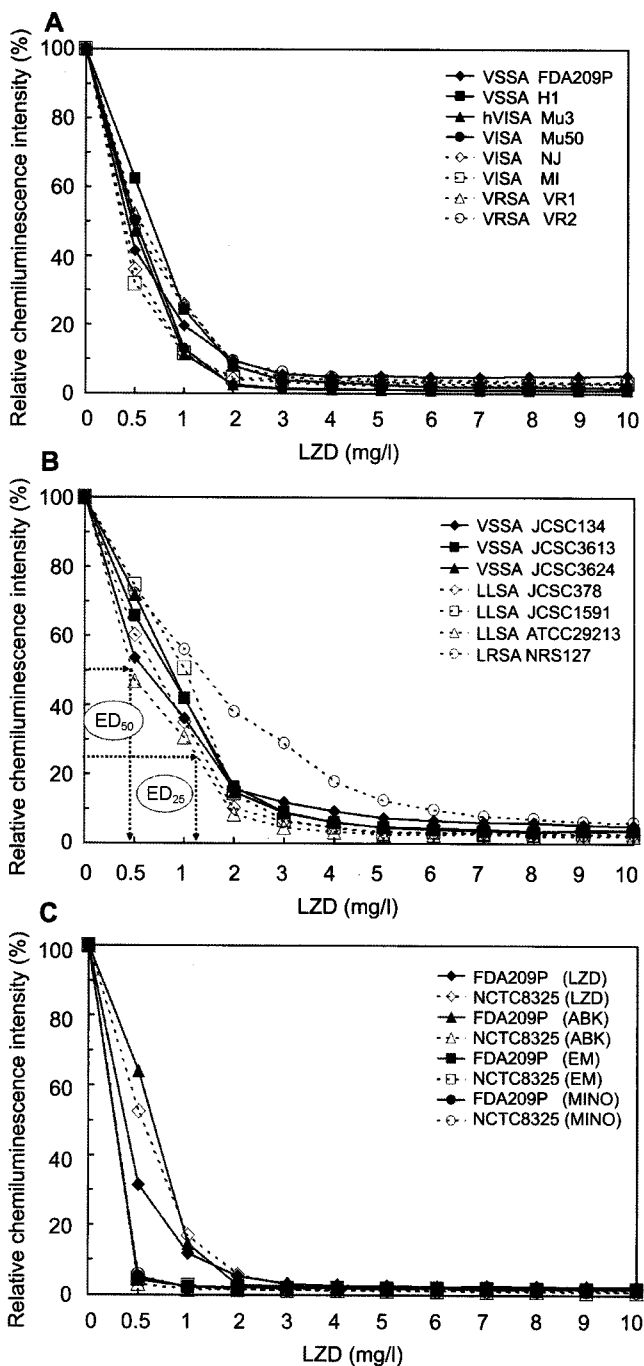 A
Relative chemiluminescence intensity (%)
100
80
60
40
20
0
VSSA FDA209P
VSSA H1
hVISA Mu3
VISA Mu50
VISA NJ
VISA MI
VRSA VR1
VRSA VR2
0 0.5 1 2 3 4 5 6 7 8 9 10
LZD (mg/l)
B
Relative chemiluminescence intensity (%)
100
80
60
40
20
0
VSSA JCSC134
VSSA JCSC3613
VSSA JCSC3624
LLSA JCSC378
LLSA JCSC1591
LLSA ATCC29213
LRSA NRS127
ED50
ED25
0 0.5 1 2 3 4 5 6 7 8 9 10
LZD (mg/l)
C
Relative chemiluminescence intensity (%)
100
80
60
40
20
0
FDA209P (LZD)
NCTC8325 (LZD)
FDA209P (ABK)
NCTC8325 (ABK)
FDA209P (EM)
NCTC8325 (EM)
FDA209P (MINO)
NCTC8325 (MINO)
0 0.5 1 2 3 4 5 6 7 8 9 10
LZD (mg/l)